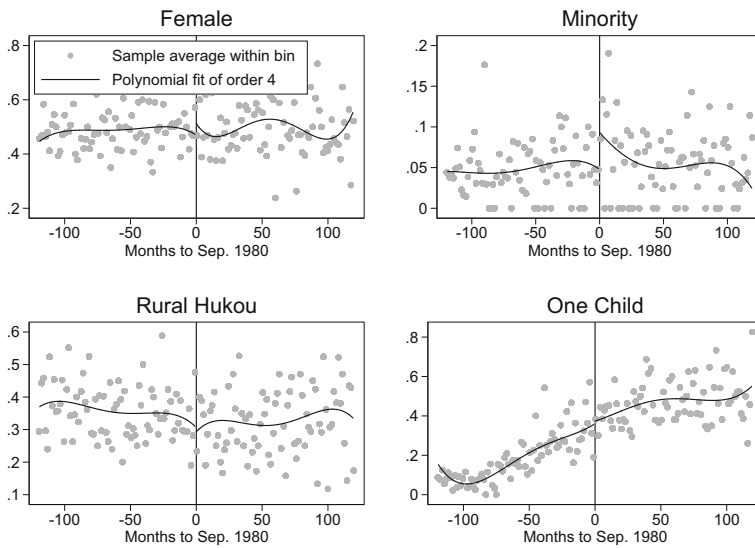 Female
.8
.6
.4
.2
Sample average within bin
Polynomial fit of order 4
-100 -50 0 50 100
Months to Sep. 1980
Minority
.2
.15
.1
.05
0
-100 -50 0 50 100
Months to Sep. 1980
Rural Hukou
.6
.5
.4
.3
.2
.1
-100 -50 0 50 100
Months to Sep. 1980
One Child
.8
.6
.4
.2
0
-100 -50 0 50 100
Months to Sep. 1980